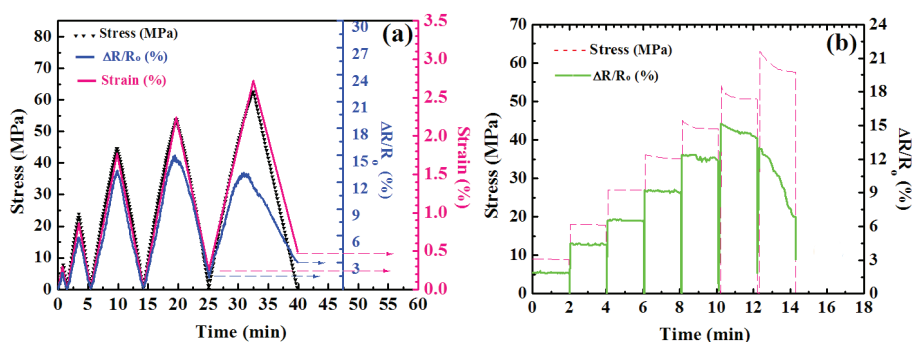 (a)
Stress (MPa)
ΔR/R₀ (%)
Strain (%)
80
70
60
50
40
30
20
10
0
Stress (MPa)
0 5 10 15 20 25 30 35 40 45 50 55 60
Time (min)
30
27
24
21
18
15
12
9
6
3
ΔR/R₀ (%)
3.5
3.0
2.5
2.0
1.5
1.0
0.5
0.0
Strain (%)
(b)
Stress (MPa)
ΔR/R₀ (%)
70
60
50
40
30
20
10
0
Stress (MPa)
0 2 4 6 8 10 12 14 16
Time (min)
24
21
18
15
12
9
6
3
0
ΔR/R₀ (%)